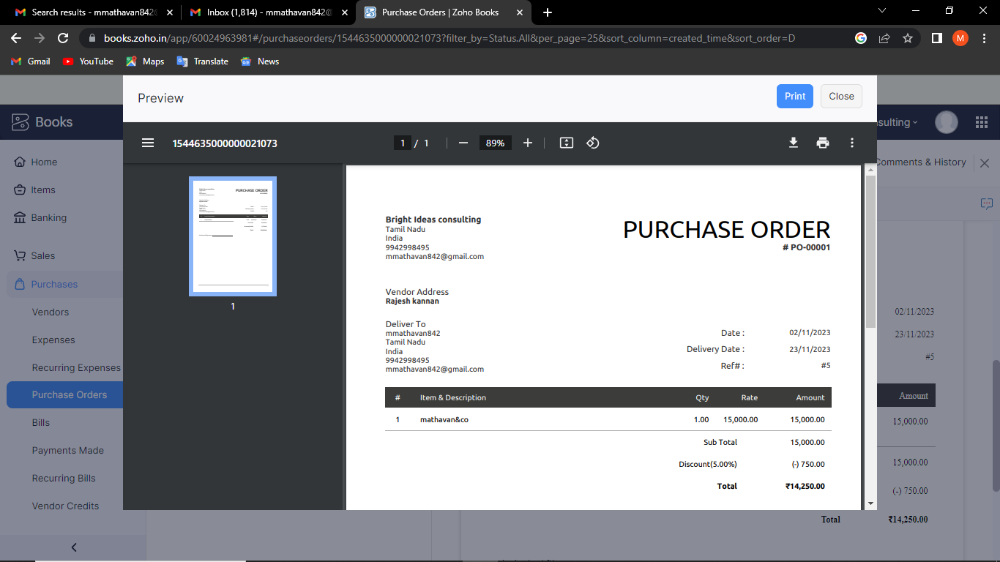 Search results - mmathavan842
Inbox (1,814) - mmathavan842@
Purchase Orders | Zoho Books
books.zoho.in/app/60024963981#/purchaseorders/1544635000000021073?filter_by=Status.All&per_page=25&sort_column=created_time&sort_order=D
M
Gmail
YouTube
Maps
Translate
News
Preview
Print
Close
Books
sulting
1544635000000021073
1 / 1
89%
Home
Items
Banking
Sales
Purchases
Vendors
Expenses
Recurring Expenses
Purchase Orders
Bills
Payments Made
Recurring Bills
Vendor Credits
1
Bright Ideas consulting
Tamil Nadu
India
9942998495
mmathavan842@gmail.com
PURCHASE ORDER
# PO-00001
Vendor Address
Rajesh kannan
Deliver To
mmathavan842
Tamil Nadu
India
9942998495
mmathavan842@gmail.com
Date : 02/11/2023
Delivery Date : 23/11/2023
Ref# : #5
# Item & Description Qty Rate Amount
1 mathavan&co 1.00 15,000.00 15,000.00
Sub Total 15,000.00
Discount(5.00%) (-) 750.00
Total ₹14,250.00
Comments & History
02/11/2023
23/11/2023
#5
Amount
15,000.00
15,000.00
(-) 750.00
Total ₹14,250.00